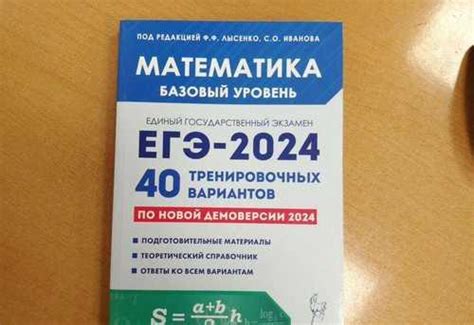 ПОД РЕДАКЦИЕЙ Ф.Ф. ЛЫСЕНКО, С.О. ИВАНОВА
МАТЕМАТИКА
БАЗОВЫЙ УРОВЕНЬ
ЕДИНЫЙ ГОСУДАРСТВЕННЫЙ ЭКЗАМЕН
ЕГЭ-2024
40 ТРЕНИРОВОЧНЫХ
ВАРИАНТОВ
ПО НОВОЙ ДЕМОВЕРСИИ 2024
ПОДГОТОВИТЕЛЬНЫЕ МАТЕРИАЛЫ
ТЕОРЕТИЧЕСКИЙ СПРАВОЧНИК
ОТВЕТЫ КО ВСЕМ ВАРИАНТАМ
S = a+b/2 h